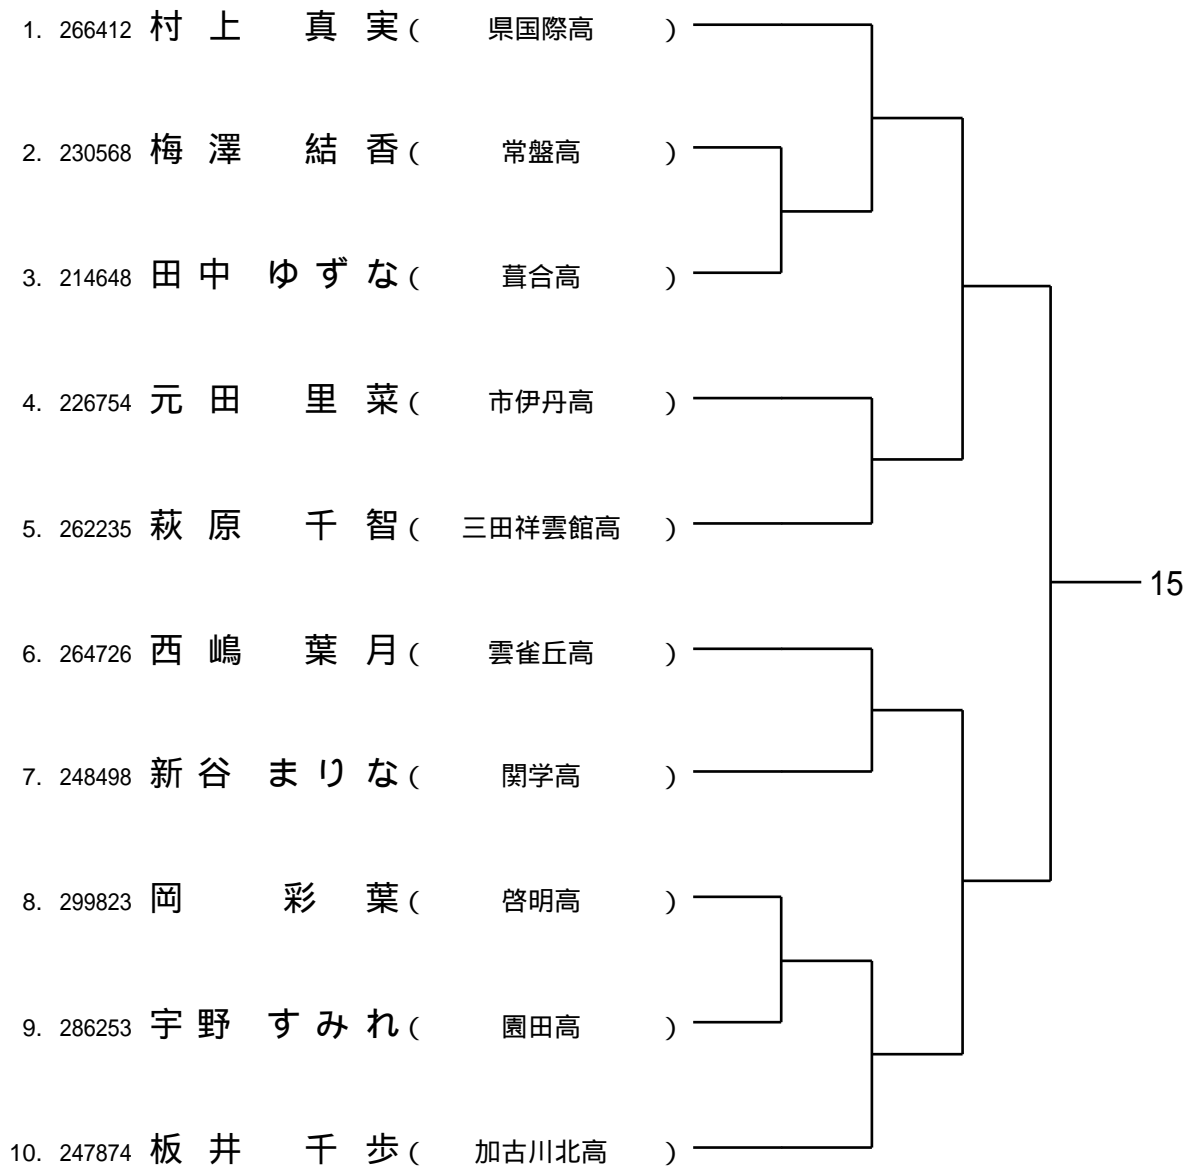 1. 266412 村上 真実 ( 県国際高 )
2. 230568 梅澤 結香 ( 常盤高 )
3. 214648 田中 ゆずな ( 葺合高 )
4. 226754 元田 里菜 ( 市伊丹高 )
5. 262235 萩原 千智 ( 三田祥雲館高 )
15
6. 264726 西嶋 葉月 ( 雲雀丘高 )
7. 248498 新谷 まりな ( 関学高 )
8. 299823 岡 彩葉 ( 啓明高 )
9. 286253 宇野 すみれ ( 園田高 )
10. 247874 板井 千歩 ( 加古川北高 )